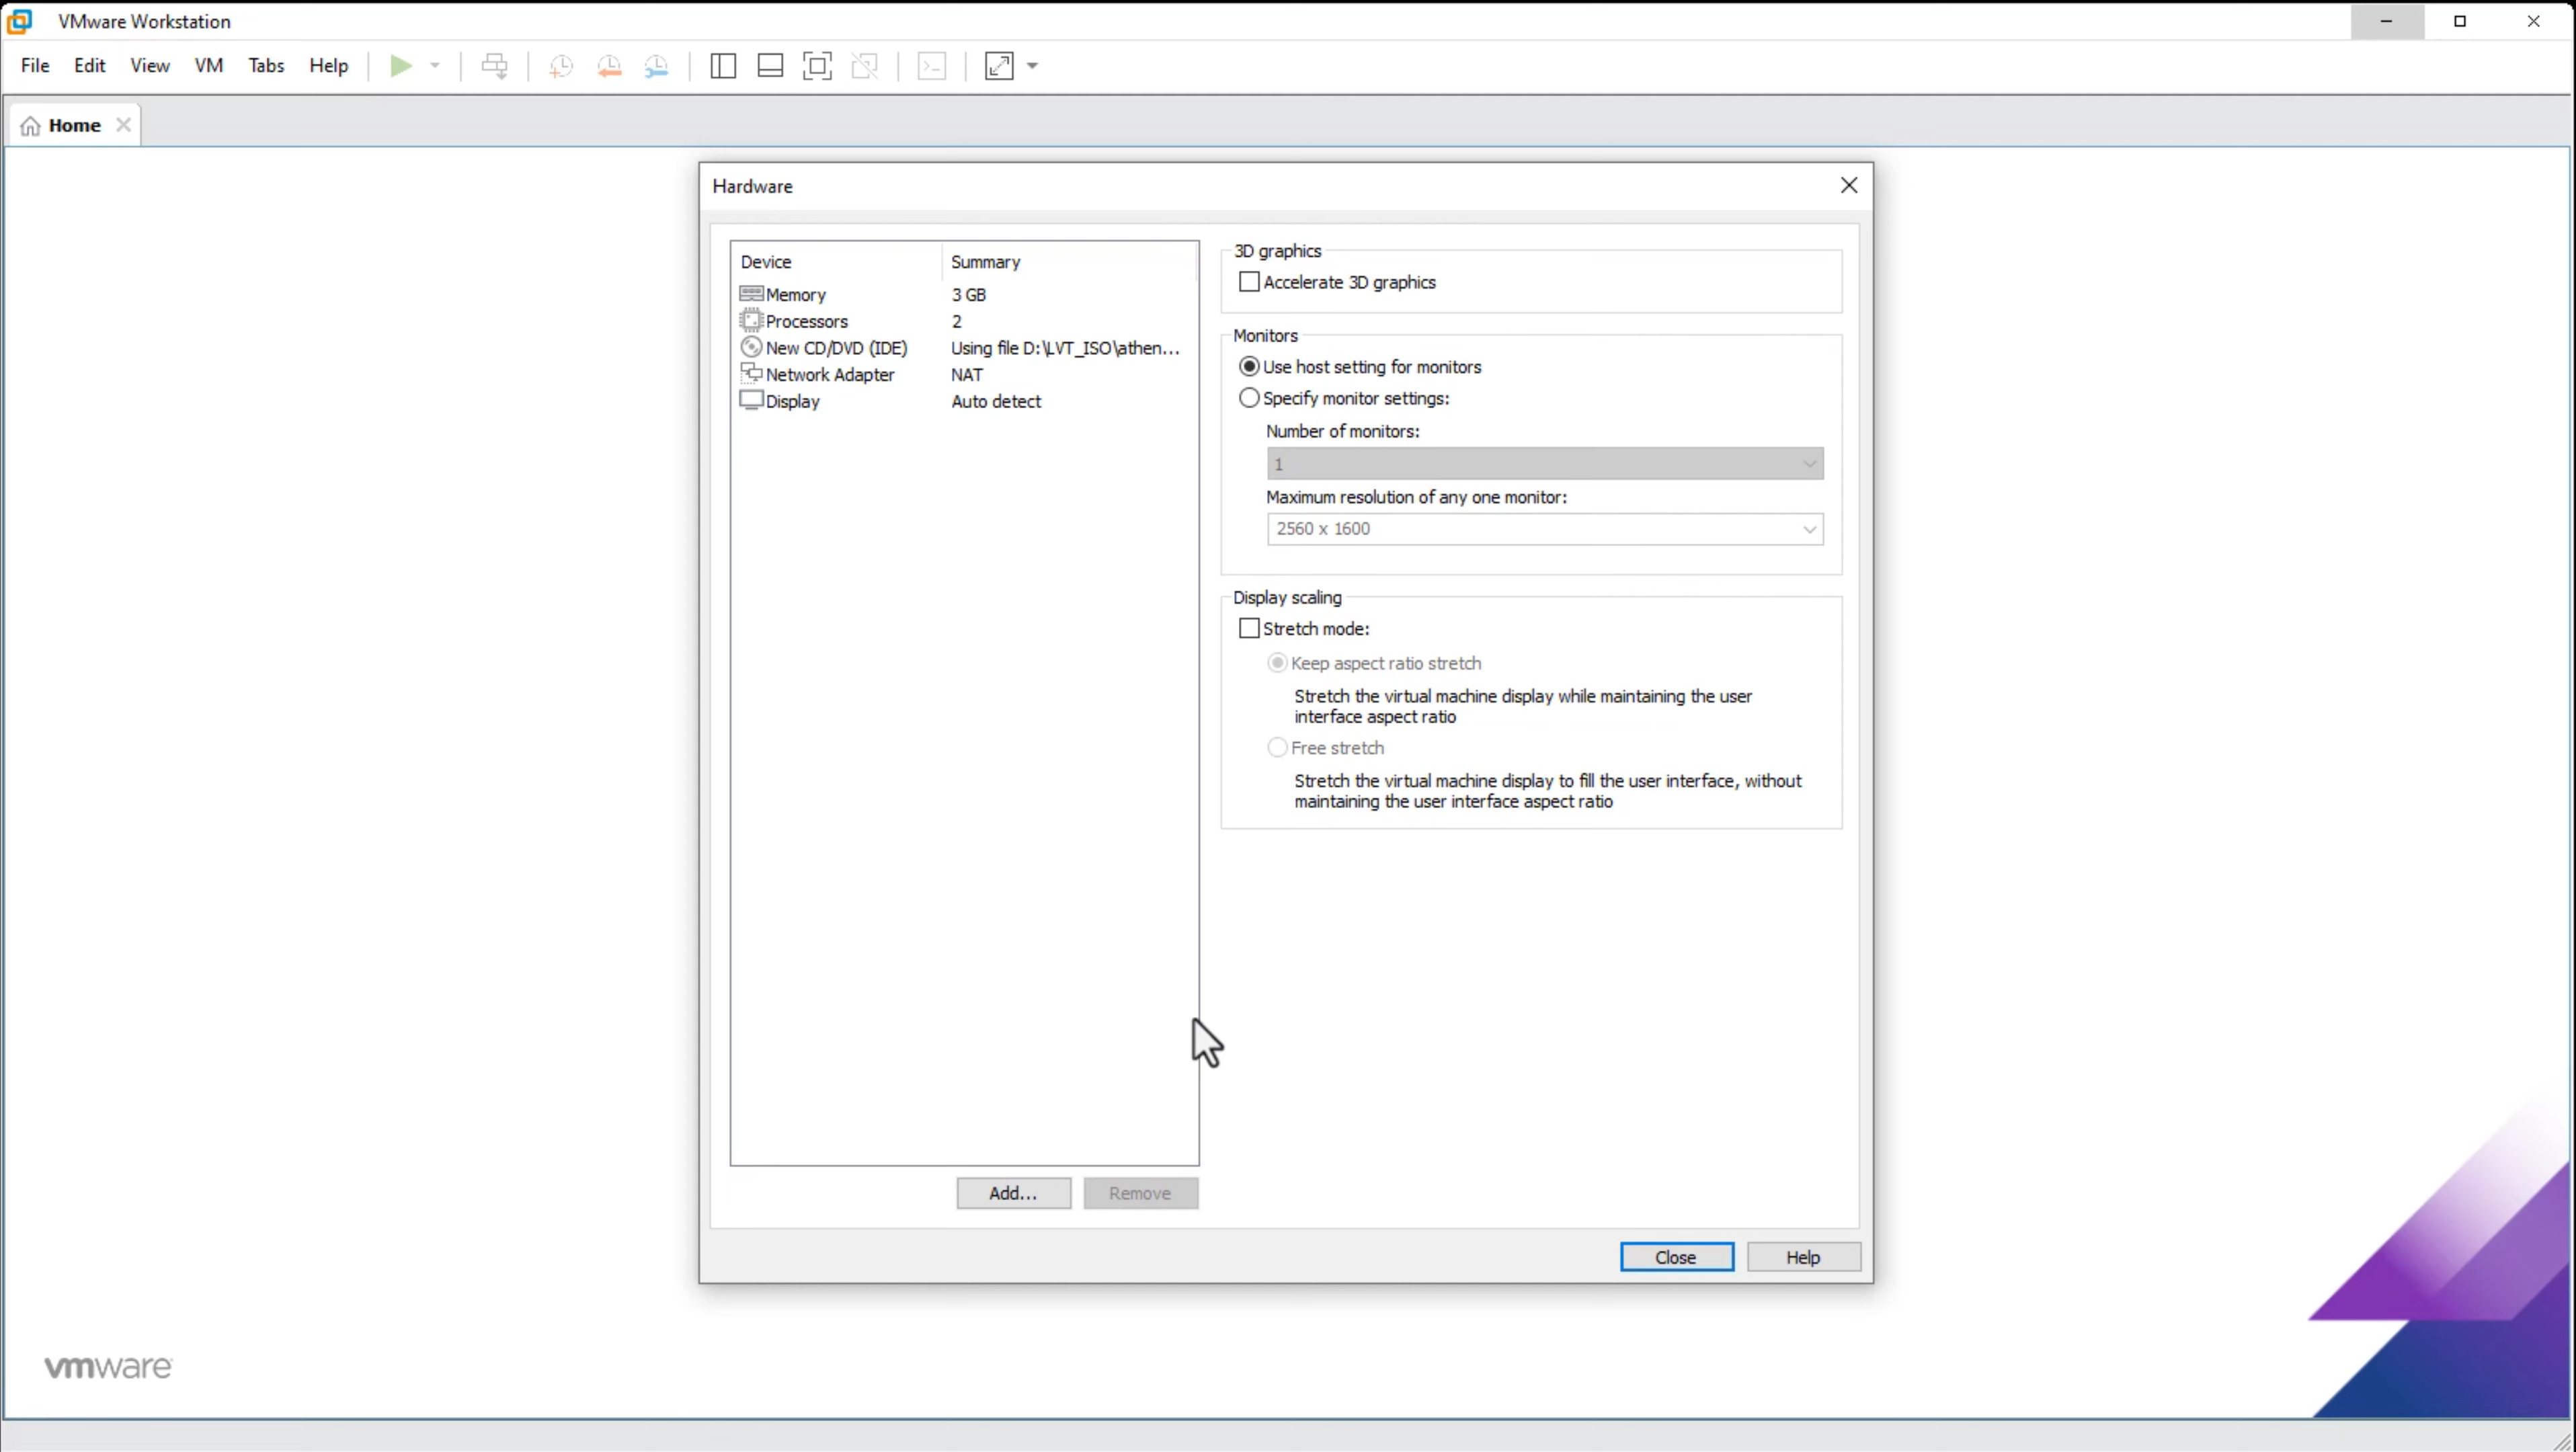 VMware Workstation
File Edit View VM Tabs Help
Home
Hardware
Device Summary
Memory 3 GB
Processors 2
New CD/DVD (IDE) Using file D:\LVT_ISO\athen...
Network Adapter NAT
Display Auto detect
Add...
Remove
3D graphics
Accelerate 3D graphics
Monitors
Use host setting for monitors
Specify monitor settings:
Number of monitors:
1
Maximum resolution of any one monitor:
2560 x 1600
Display scaling
Stretch mode:
Keep aspect ratio stretch
Stretch the virtual machine display while maintaining the user
interface aspect ratio
Free stretch
Stretch the virtual machine display to fill the user interface, without
maintaining the user interface aspect ratio
Close
Help
vmware